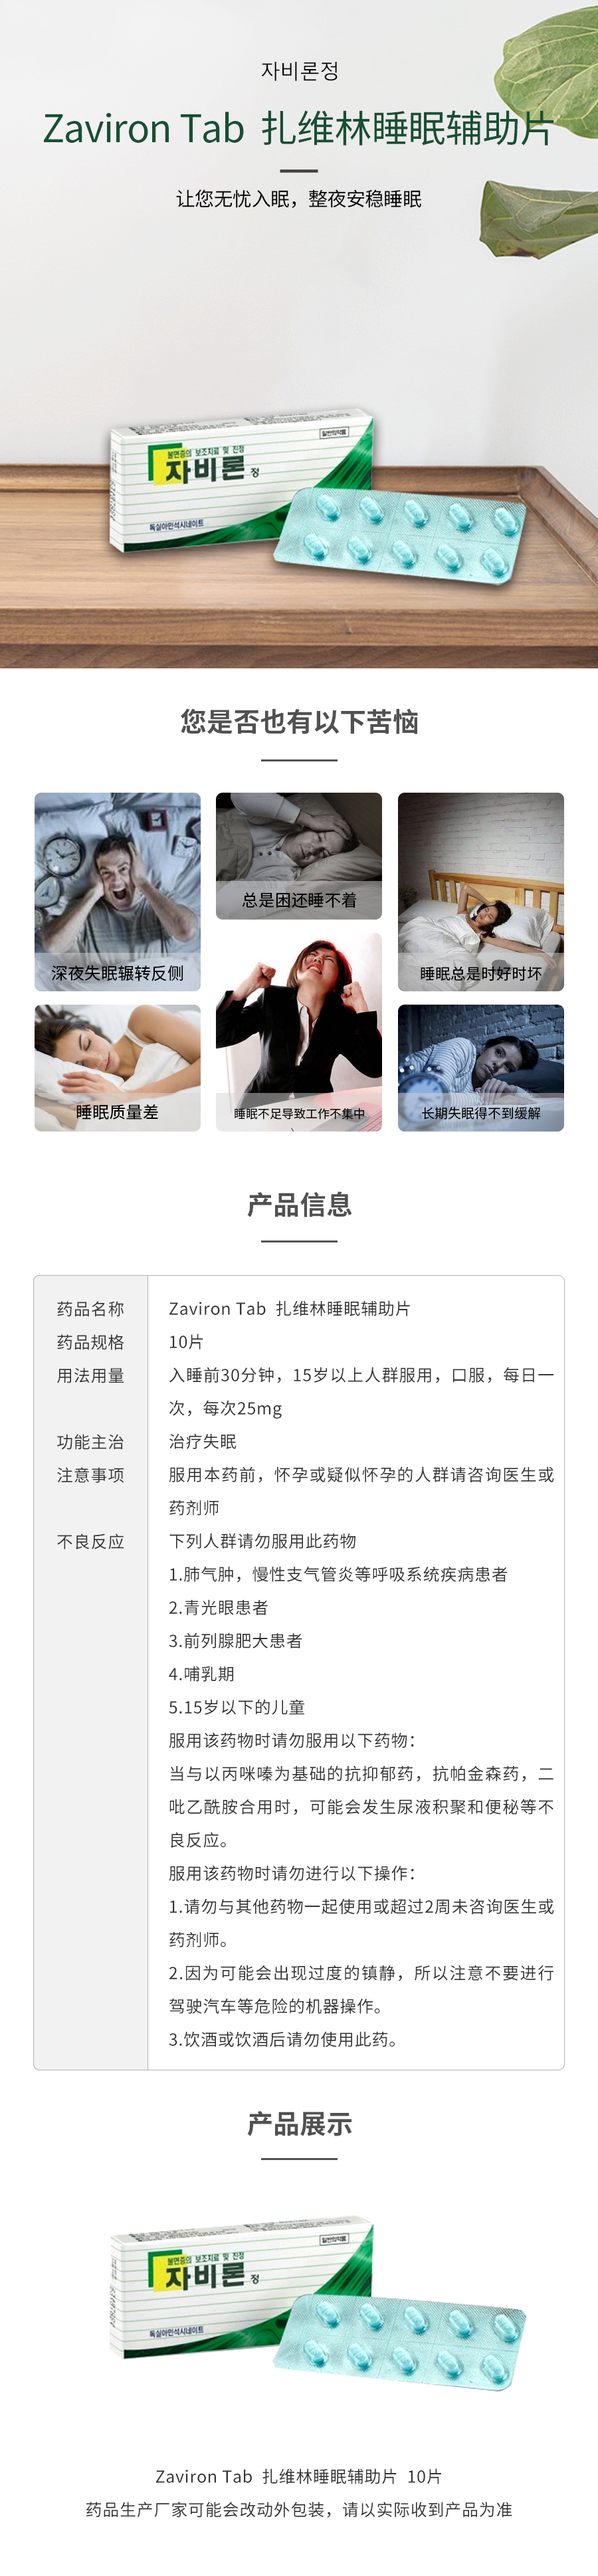 자비론정
Zaviron Tab 扎维林睡眠辅助片
让您无忧入眠，整夜安稳睡眠
일반의약품
불면증의 보조치료 및 진정
자비론 정
독실아민석시네이트
您是否也有以下苦恼
深夜失眠辗转反侧
总是困还睡不着
睡眠总是时好时坏
睡眠质量差
睡眠不足导致工作不集中
长期失眠得不到缓解
产品信息
药品名称 Zaviron Tab 扎维林睡眠辅助片
药品规格 10片
用法用量 入睡前30分钟，15岁以上人群服用，口服，每日一
次，每次25mg
功能主治 治疗失眠
注意事项 服用本药前，怀孕或疑似怀孕的人群请咨询医生或
药剂师
不良反应 下列人群请勿服用此药物
1.肺气肿，慢性支气管炎等呼吸系统疾病患者
2.青光眼患者
3.前列腺肥大患者
4.哺乳期
5.15岁以下的儿童
服用该药物时请勿服用以下药物：
当与以丙咪嗪为基础的抗抑郁药，抗帕金森药，二
吡乙酰胺合用时，可能会发生尿液积聚和便秘等不
良反应。
服用该药物时请勿进行以下操作：
1.请勿与其他药物一起使用或超过2周未咨询医生或
药剂师。
2.因为可能会出现过度的镇静，所以注意不要进行
驾驶汽车等危险的机器操作。
3.饮酒或饮酒后请勿使用此药。
产品展示
일반의약품
불면증의 보조치료 및 진정
자비론 정
독실아민석시네이트
Zaviron Tab 扎维林睡眠辅助片 10片
药品生产厂家可能会改动外包装，请以实际收到产品为准